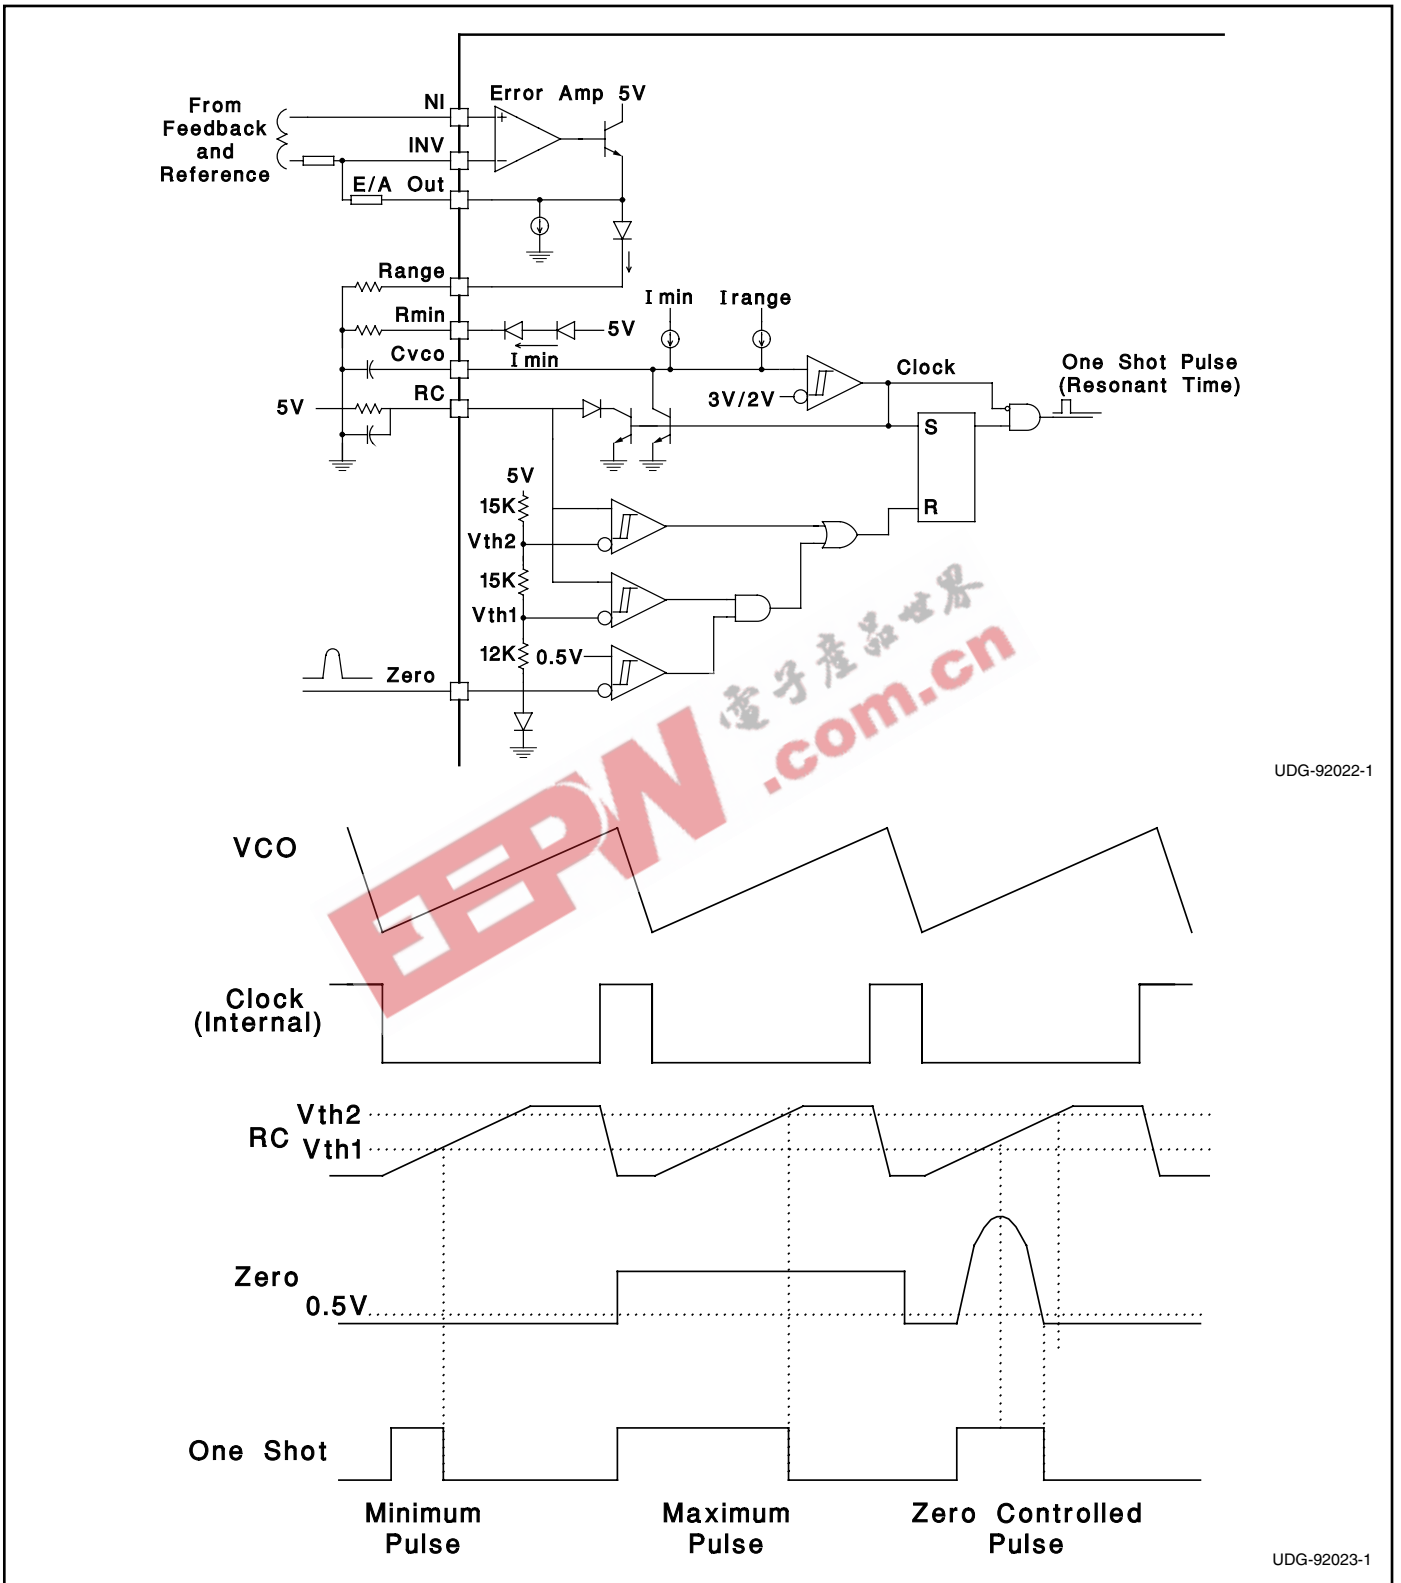 Error Amp 5V
From
Feedback
and
Reference
NI
INV
E/A Out
Range
Rmin
5V
I min
I min
I range
Cvco
RC
5V
3V/2V
Clock
One Shot Pulse
(Resonant Time)
S
R
5V
15K
Vth2
15K
Vth1
12K
0.5V
Zero
電子產品世界
EEPW.com.cn
UDG-92022-1
VCO
Clock
(Internal)
Vth2
RC
Vth1
Zero
0.5V
One Shot
Minimum
Pulse
Maximum
Pulse
Zero Controlled
Pulse
UDG-92023-1